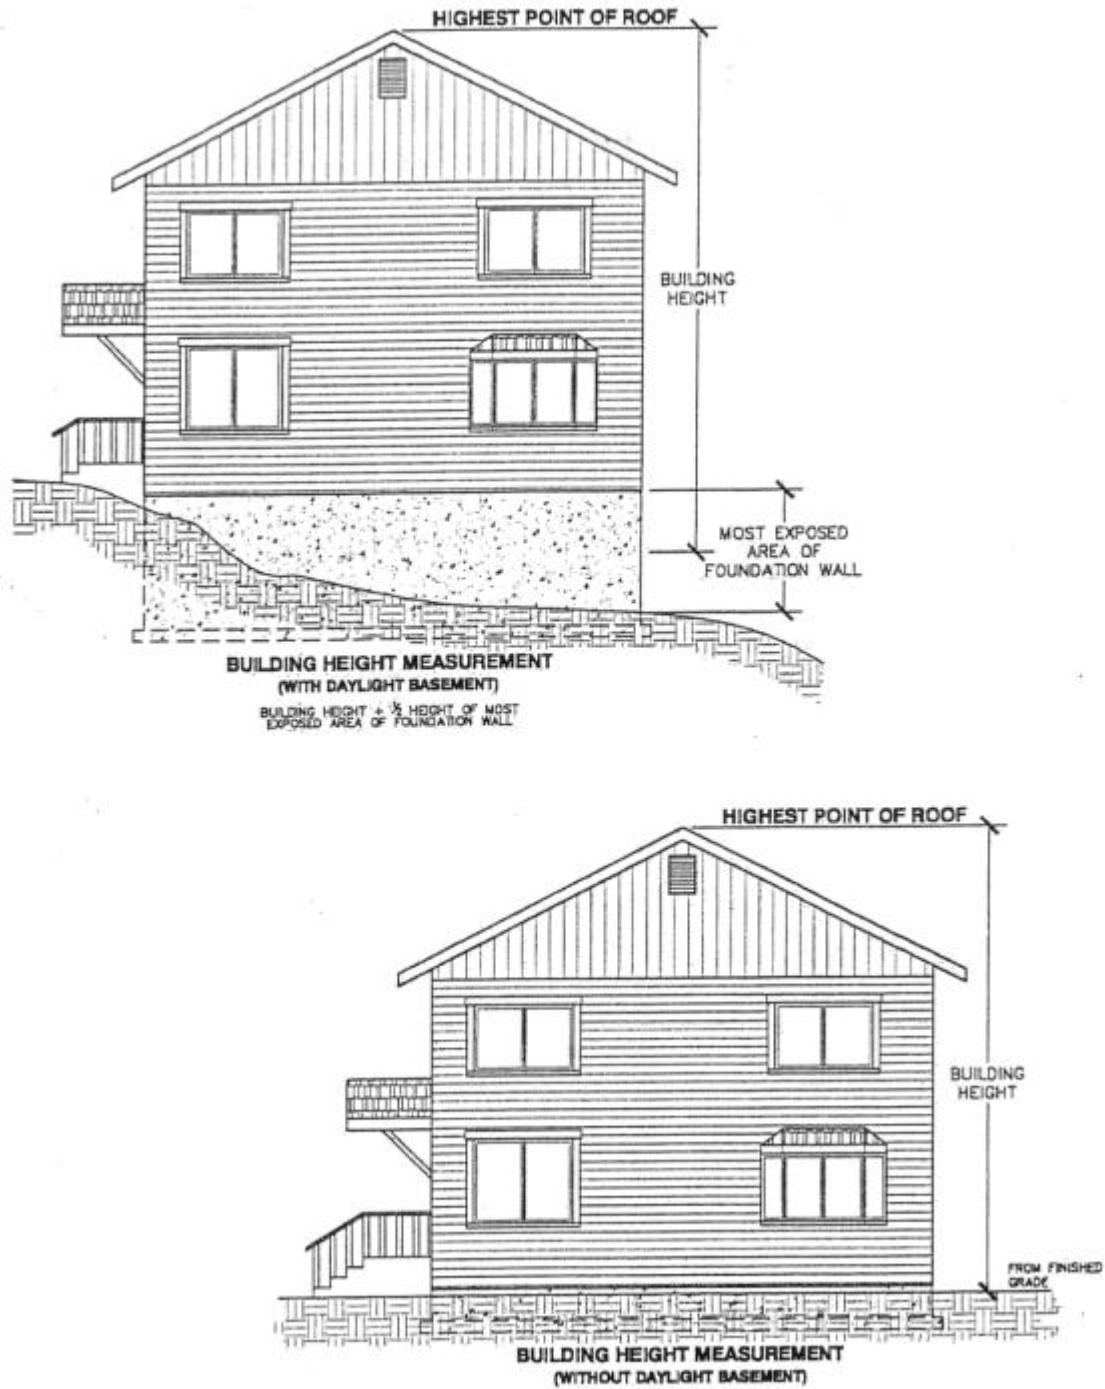 HIGHEST POINT OF ROOF
BUILDING
HEIGHT
MOST EXPOSED
AREA OF
FOUNDATION WALL
BUILDING HEIGHT MEASUREMENT
(WITH DAYLIGHT BASEMENT)
BUILDING HEIGHT + ½ HEIGHT OF MOST
EXPOSED AREA OF FOUNDATION WALL
HIGHEST POINT OF ROOF
BUILDING
HEIGHT
FROM FINISHED
GRADE
BUILDING HEIGHT MEASUREMENT
(WITHOUT DAYLIGHT BASEMENT)